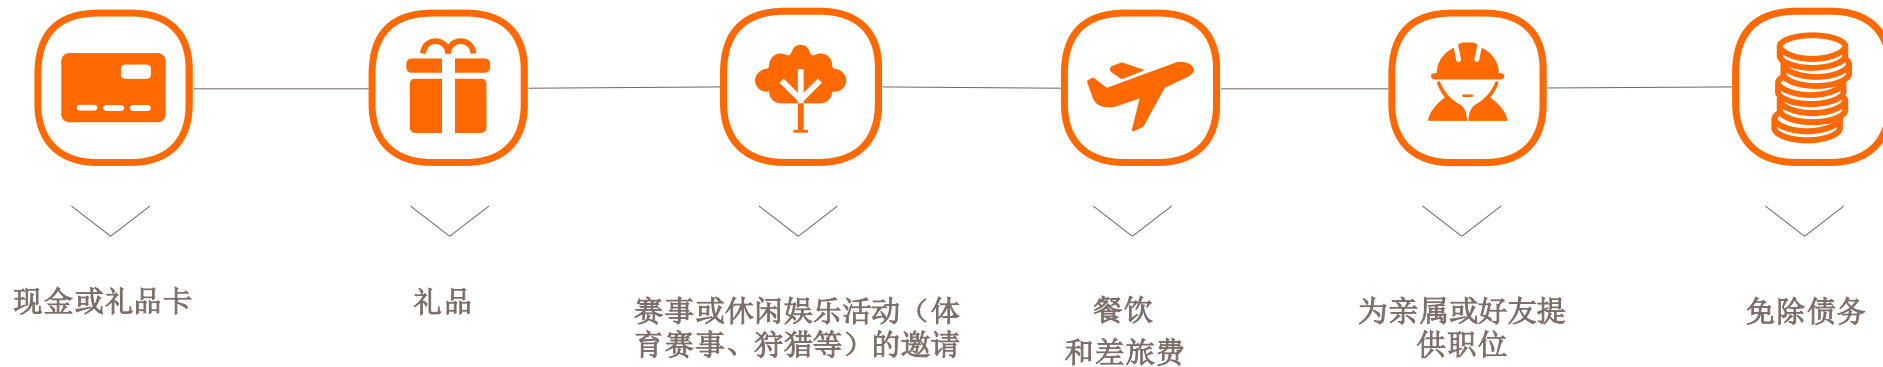 现金或礼品卡
礼品
赛事或休闲娱乐活动（体
育赛事、狩猎等）的邀请
餐饮
和差旅费
为亲属或好友提
供职位
免除债务